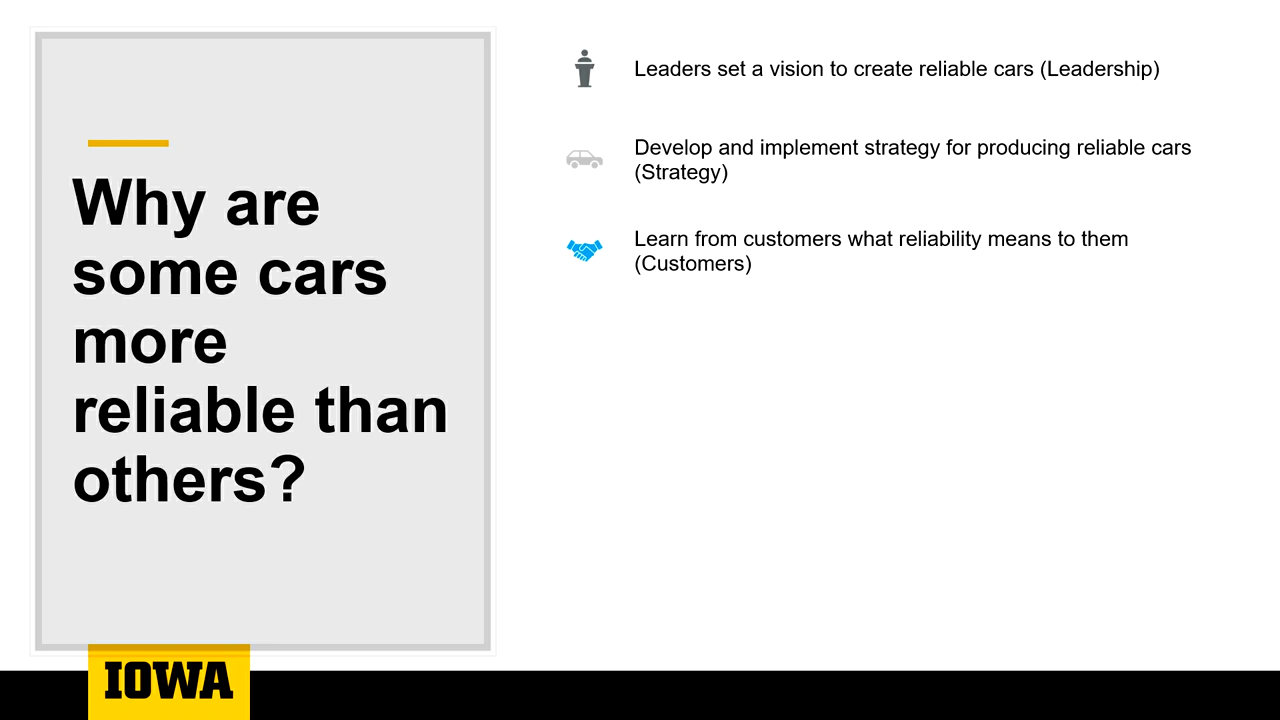 Why are
some cars
more
reliable than
others?
Leaders set a vision to create reliable cars (Leadership)
Develop and implement strategy for producing reliable cars
(Strategy)
Learn from customers what reliability means to them
(Customers)
IOWA